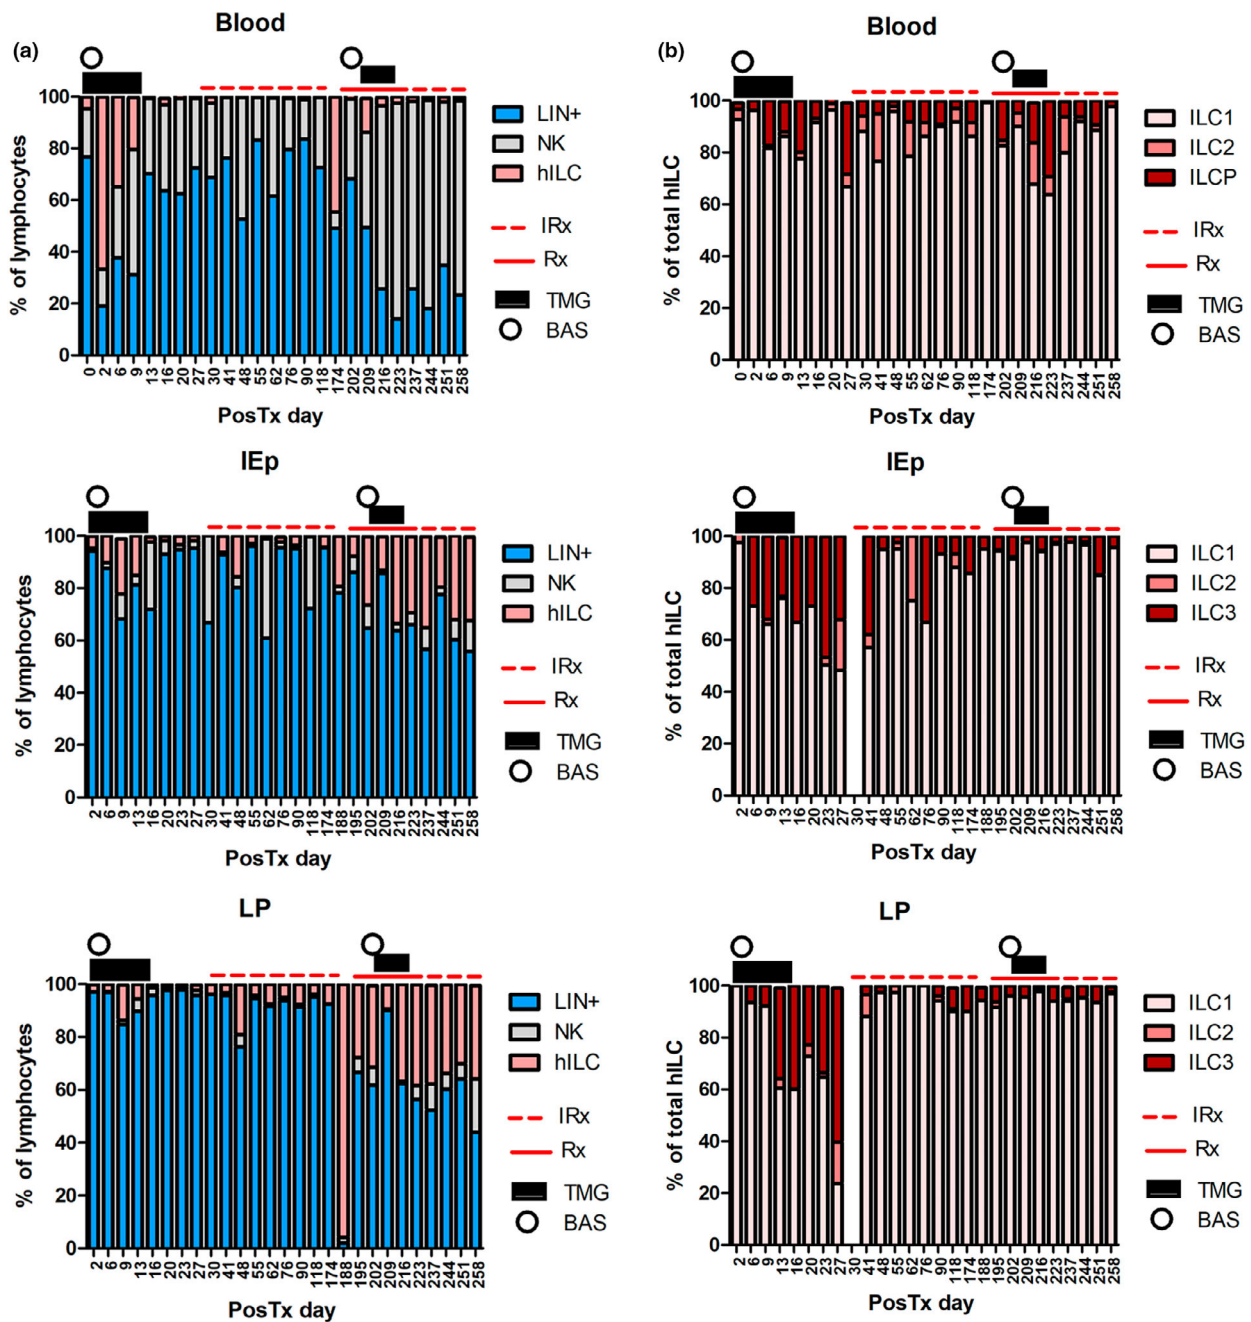 (a)
Blood
% of lymphocytes
100
80
60
40
20
0
0 2 6 9 13 16 20 27 30 41 48 55 62 76 90 118 174 202 209 216 223 237 244 251 258
PosTx day
LIN+
NK
hILC
IRx
Rx
TMG
BAS
(b)
Blood
% of total hILC
100
80
60
40
20
0
0 2 6 9 13 16 20 27 30 41 48 55 62 76 90 118 174 202 209 216 223 237 244 251 258
PosTx day
ILC1
ILC2
ILCP
IRx
Rx
TMG
BAS
IEp
% of lymphocytes
100
80
60
40
20
0
2 6 9 13 16 20 23 27 30 41 48 55 62 76 90 118 174 188 195 202 209 216 223 237 244 251 258
PosTx day
LIN+
NK
hILC
IRx
Rx
TMG
BAS
IEp
% of total hILC
100
80
60
40
20
0
2 6 9 13 16 20 23 27 30 41 48 55 62 76 90 118 174 188 195 202 209 216 223 237 244 251 258
PosTx day
ILC1
ILC2
ILC3
IRx
Rx
TMG
BAS
LP
% of lymphocytes
100
80
60
40
20
0
2 6 9 13 16 20 23 27 30 41 48 55 62 76 90 118 174 188 195 202 209 216 223 237 244 251 258
PosTx day
LIN+
NK
hILC
IRx
Rx
TMG
BAS
LP
% of total hILC
100
80
60
40
20
0
2 6 9 13 16 20 23 27 30 41 48 55 62 76 90 118 174 188 195 202 209 216 223 237 244 251 258
PosTx day
ILC1
ILC2
ILC3
IRx
Rx
TMG
BAS